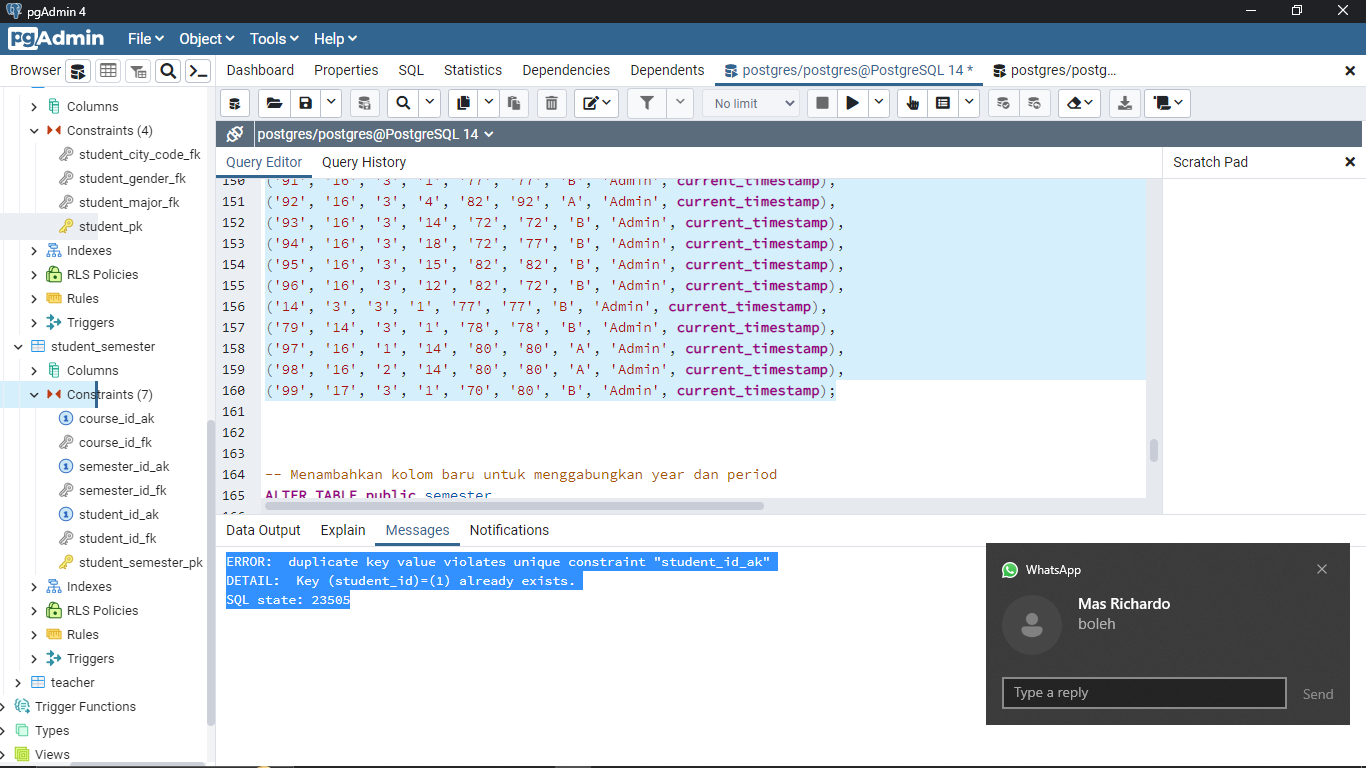 pgAdmin 4
pgAdmin File Object Tools Help
Browser
Dashboard Properties SQL Statistics Dependencies Dependents postgres/postgres@PostgreSQL 14 * postgres/postg...
No limit
postgres/postgres@PostgreSQL 14
Query Editor Query History
Scratch Pad
Columns
Constraints (4)
student_city_code_fk
student_gender_fk
student_major_fk
student_pk
Indexes
RLS Policies
Rules
Triggers
student_semester
Columns
Constraints (7)
course_id_ak
course_id_fk
semester_id_ak
semester_id_fk
student_id_ak
student_id_fk
student_semester_pk
Indexes
RLS Policies
Rules
Triggers
teacher
Trigger Functions
Types
Views
150 ('91', '16', '3', '1', '77', '77', 'B', 'Admin', current_timestamp),
151 ('92', '16', '3', '4', '82', '92', 'A', 'Admin', current_timestamp),
152 ('93', '16', '3', '14', '72', '72', 'B', 'Admin', current_timestamp),
153 ('94', '16', '3', '18', '72', '77', 'B', 'Admin', current_timestamp),
154 ('95', '16', '3', '15', '82', '82', 'B', 'Admin', current_timestamp),
155 ('96', '16', '3', '12', '82', '72', 'B', 'Admin', current_timestamp),
156 ('14', '3', '3', '1', '77', '77', 'B', 'Admin', current_timestamp),
157 ('79', '14', '3', '1', '78', '78', 'B', 'Admin', current_timestamp),
158 ('97', '16', '1', '14', '80', '80', 'A', 'Admin', current_timestamp),
159 ('98', '16', '2', '14', '80', '80', 'A', 'Admin', current_timestamp),
160 ('99', '17', '3', '1', '70', '80', 'B', 'Admin', current_timestamp);
161
162
163
164 -- Menambahkan kolom baru untuk menggabungkan year dan period
165 ALTER TABLE public.semester
Data Output Explain Messages Notifications
ERROR: duplicate key value violates unique constraint "student_id_ak"
DETAIL: Key (student_id)=(1) already exists.
SQL state: 23505
WhatsApp
Mas Richardo
boleh
Type a reply
Send